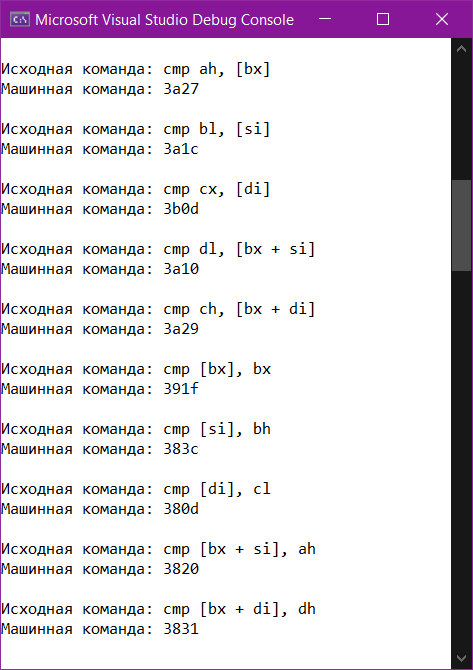 Microsoft Visual Studio Debug Console
Исходная команда: cmp ah, [bx]
Машинная команда: 3a27
Исходная команда: cmp bl, [si]
Машинная команда: 3a1c
Исходная команда: cmp cx, [di]
Машинная команда: 3b0d
Исходная команда: cmp dl, [bx + si]
Машинная команда: 3a10
Исходная команда: cmp ch, [bx + di]
Машинная команда: 3a29
Исходная команда: cmp [bx], bx
Машинная команда: 391f
Исходная команда: cmp [si], bh
Машинная команда: 383c
Исходная команда: cmp [di], cl
Машинная команда: 380d
Исходная команда: cmp [bx + si], ah
Машинная команда: 3820
Исходная команда: cmp [bx + di], dh
Машинная команда: 3831